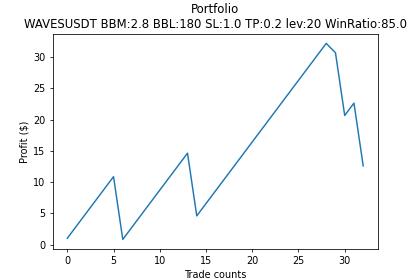 Portfolio
WAVESUSDT BBM:2.8 BBL:180 SL:1.0 TP:0.2 lev:20 WinRatio:85.0
30
25
20
15
10
5
0
Profit ($)
0 5 10 15 20 25 30
Trade counts